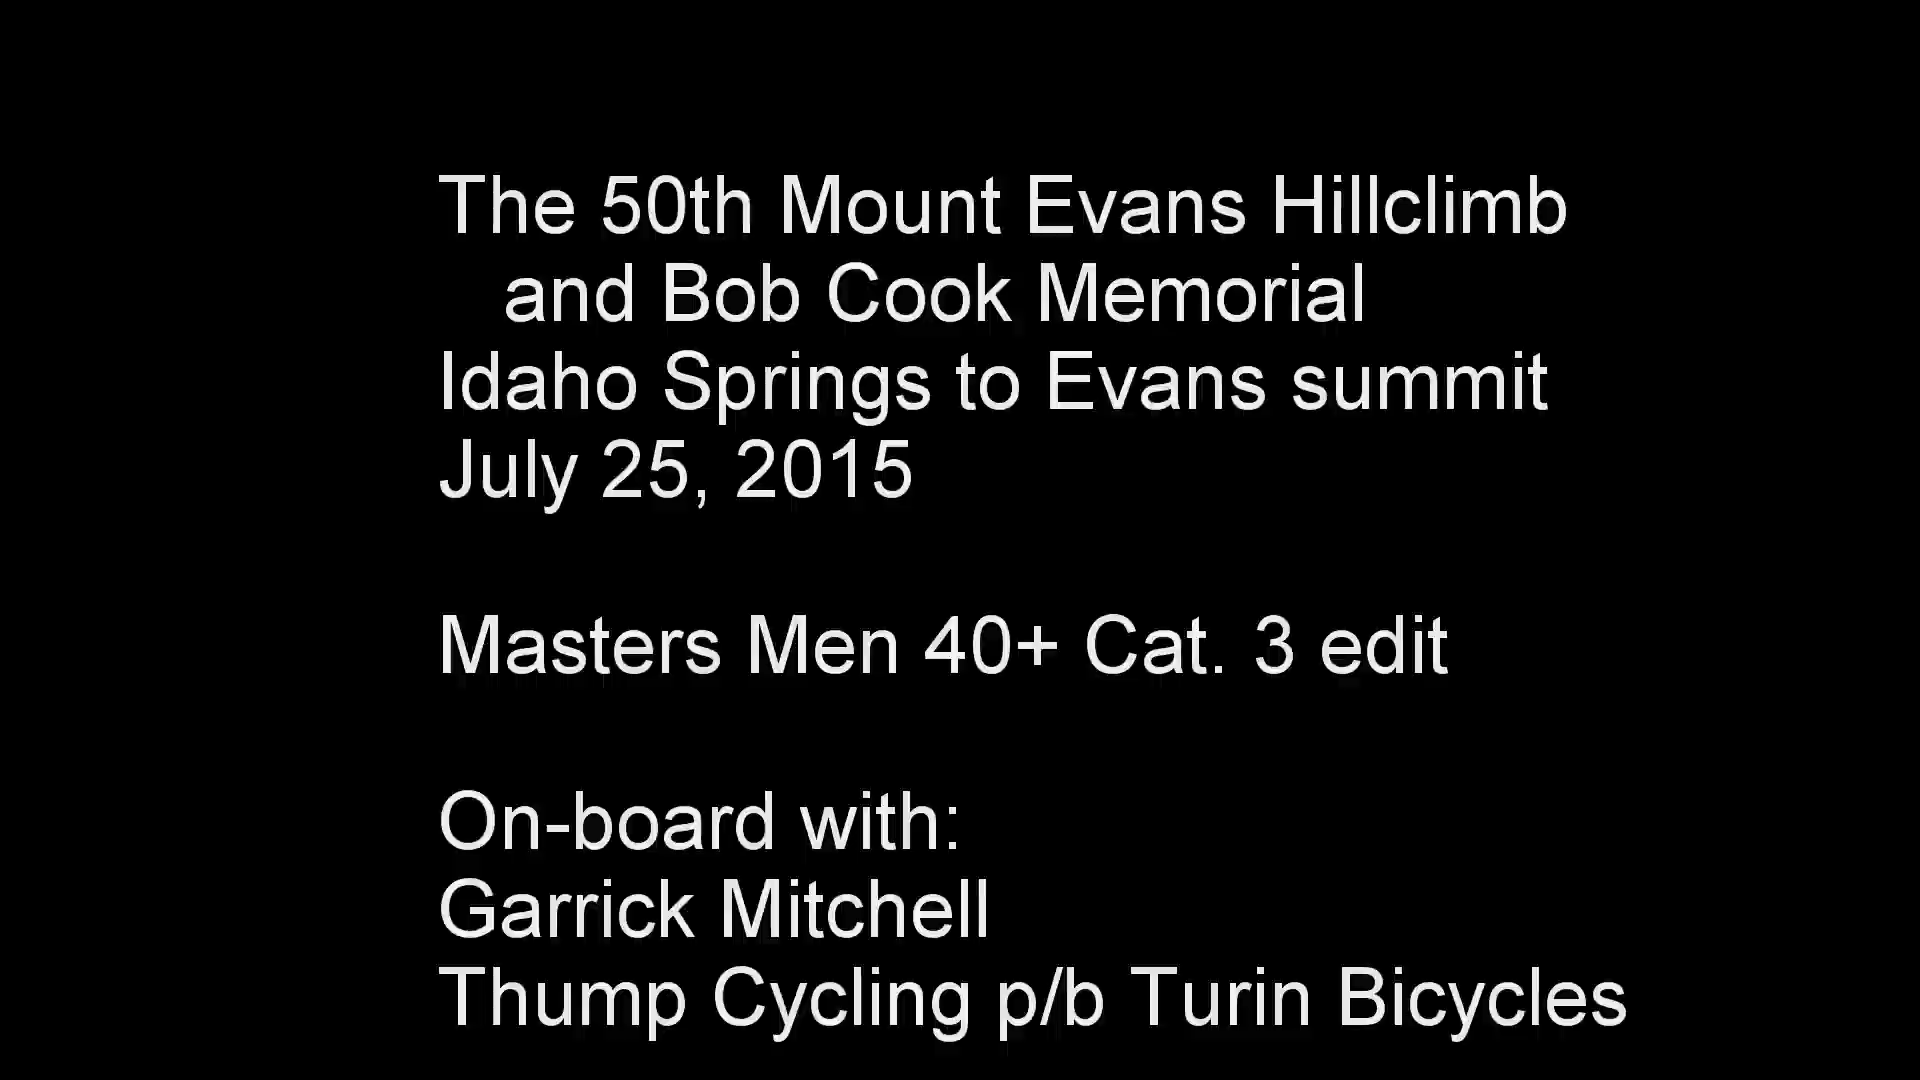 The 50th Mount Evans Hillclimb
and Bob Cook Memorial
Idaho Springs to Evans summit
July 25, 2015
Masters Men 40+ Cat. 3 edit
On-board with:
Garrick Mitchell
Thump Cycling p/b Turin Bicycles